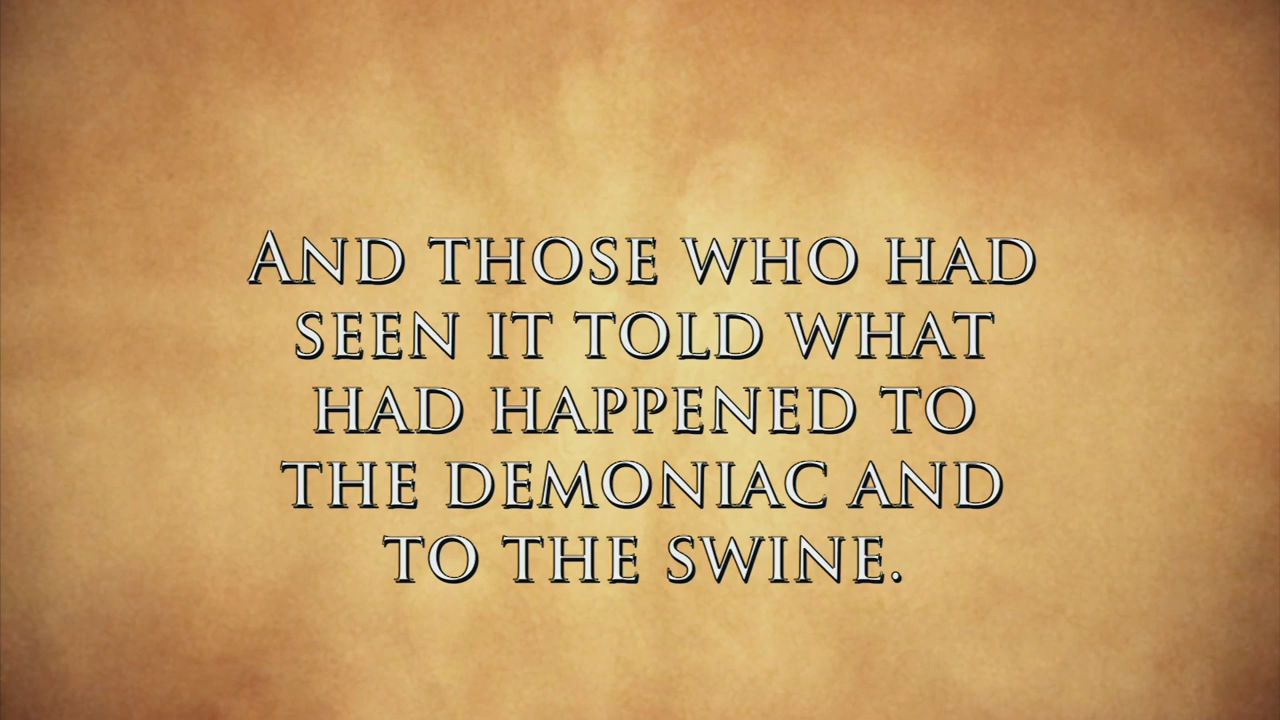 And those who had
seen it told what
had happened to
the demoniac and
to the swine.